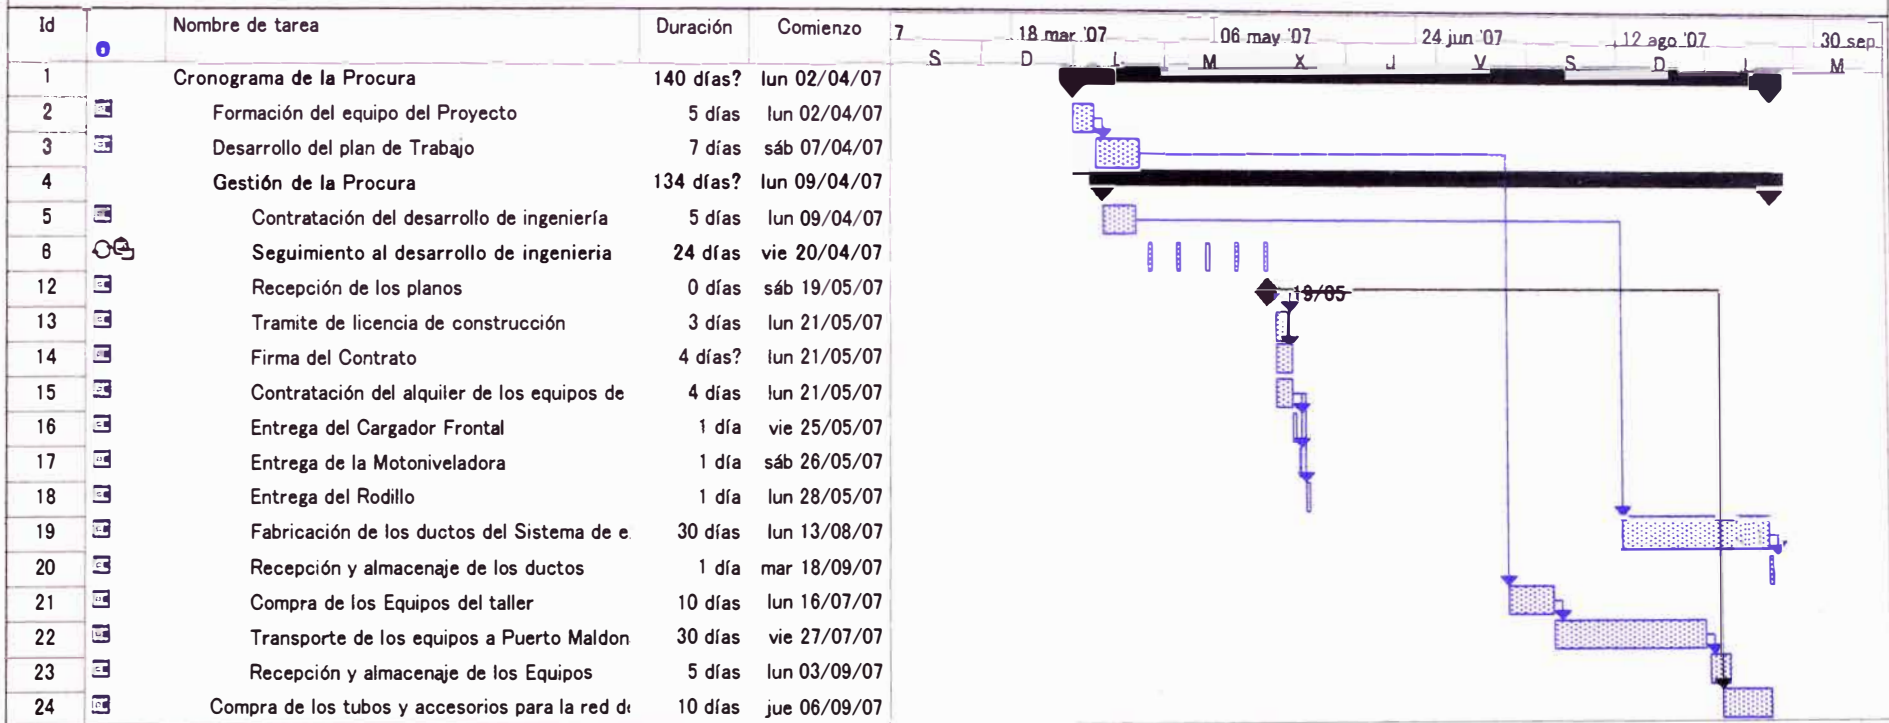 Id Nombre de tarea Duración Comienzo 7 18 mar '07 06 may '07 24 jun '07 12 ago '07 30 sep
S D L M X J V S D L M
1 Cronograma de la Procura 140 días? lun 02/04/07
2 Formación del equipo del Proyecto 5 días lun 02/04/07
3 Desarrollo del plan de Trabajo 7 días sáb 07/04/07
4 Gestión de la Procura 134 días? lun 09/04/07
5 Contratación del desarrollo de ingeniería 5 días lun 09/04/07
6 Seguimiento al desarrollo de ingenieria 24 días vie 20/04/07
12 Recepción de los planos 0 días sáb 19/05/07 19/05
13 Tramite de licencia de construcción 3 días lun 21/05/07
14 Firma del Contrato 4 días? lun 21/05/07
15 Contratación del alquiler de los equipos de 4 días lun 21/05/07
16 Entrega del Cargador Frontal 1 día vie 25/05/07
17 Entrega de la Motoniveladora 1 día sáb 26/05/07
18 Entrega del Rodillo 1 día lun 28/05/07
19 Fabricación de los ductos del Sistema de e 30 días lun 13/08/07
20 Recepción y almacenaje de los ductos 1 día mar 18/09/07
21 Compra de los Equipos del taller 10 días lun 16/07/07
22 Transporte de los equipos a Puerto Maldon 30 días vie 27/07/07
23 Recepción y almacenaje de los Equipos 5 días lun 03/09/07
24 Compra de los tubos y accesorios para la red de 10 días jue 06/09/07